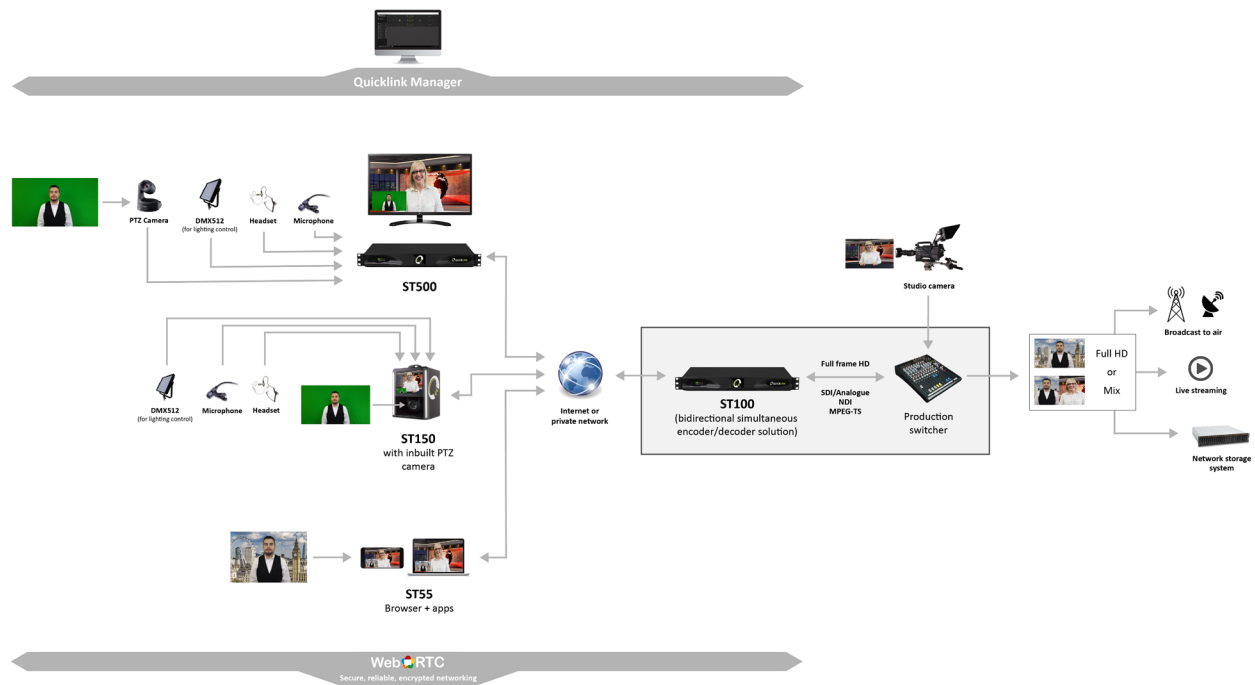 Quicklink Manager
PTZ Camera
DMX512
(for lighting control)
Headset
Microphone
ST500
Studio camera
Broadcast to air
DMX512
(for lighting control)
Microphone
Headset
ST150
with inbuilt PTZ
camera
Internet or
private network
ST100
(bidirectional simultaneous
encoder/decoder solution)
Full frame HD
SDI/Analogue
NDI
MPEG-TS
Production
switcher
Full HD
or
Mix
Live streaming
Network storage
system
ST55
Browser + apps
Web RTC
Secure, reliable, encrypted networking